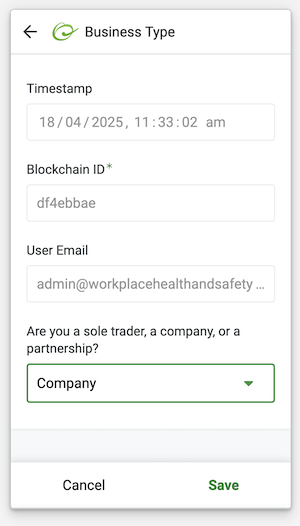 Business Type
Timestamp
18/04/2025, 11:33:02 am
Blockchain ID*
df4ebbae
User Email
admin@workplacehealthandsafety ...
Are you a sole trader, a company, or a
partnership?
Company
Cancel Save